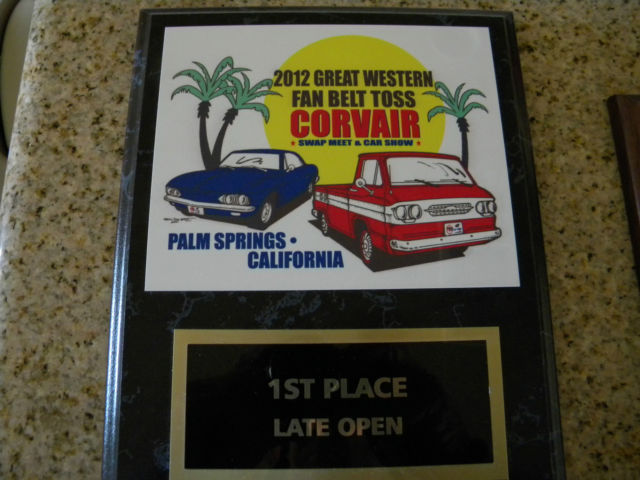 2012 GREAT WESTERN
FAN BELT TOSS
CORVAIR
★ SWAP MEET & CAR SHOW ★
PALM SPRINGS •
CALIFORNIA
1ST PLACE
LATE OPEN